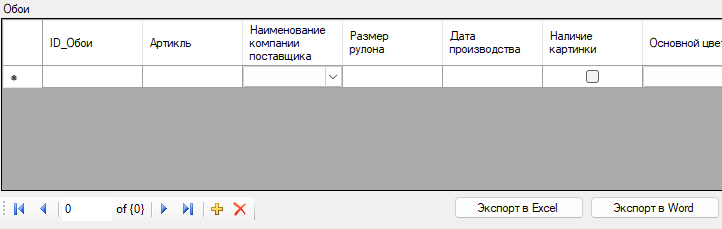 Обои
ID_Обои
Артикль
Наименование
компании
поставщика
Размер
рулона
Дата
производства
Наличие
картинки
Основной цвет
0
of {0}
Экспорт в Excel
Экспорт в Word